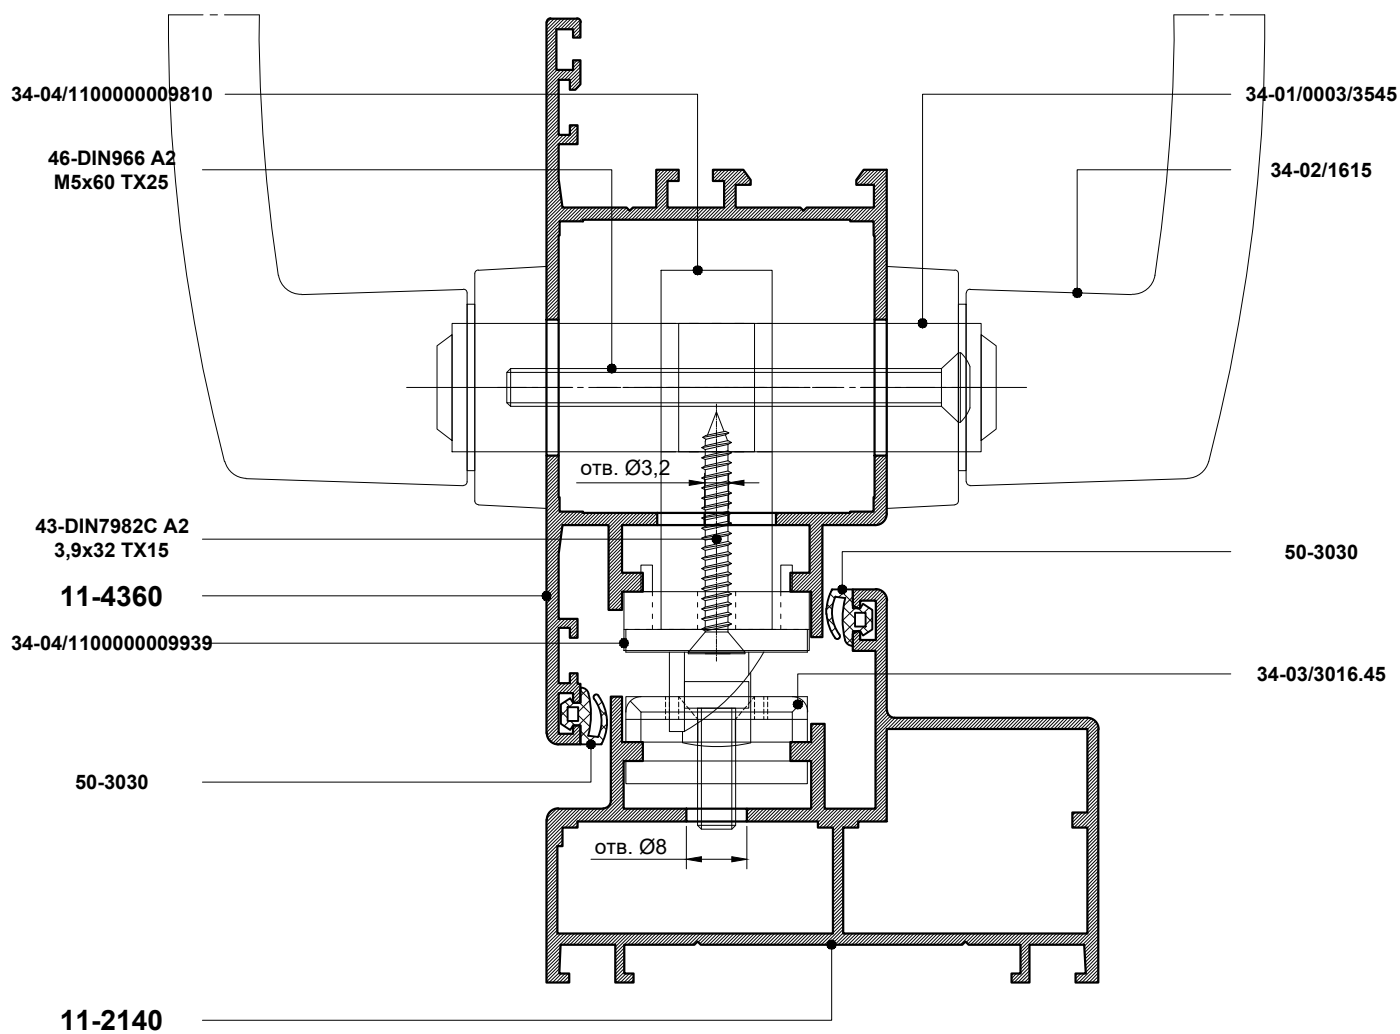 34-04/1100000009810
34-01/0003/3545
46-DIN966 A2
M5x60 TX25
34-02/1615
отв. Ø3,2
43-DIN7982C A2
3,9x32 TX15
50-3030
11-4360
34-04/1100000009939
34-03/3016.45
50-3030
отв. Ø8
11-2140